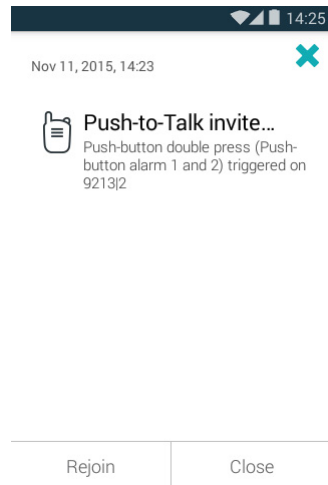 14:25
Nov 11, 2015, 14:23
Push-to-Talk invite...
Push-button double press (Push-
button alarm 1 and 2) triggered on
9213|2
Rejoin
Close